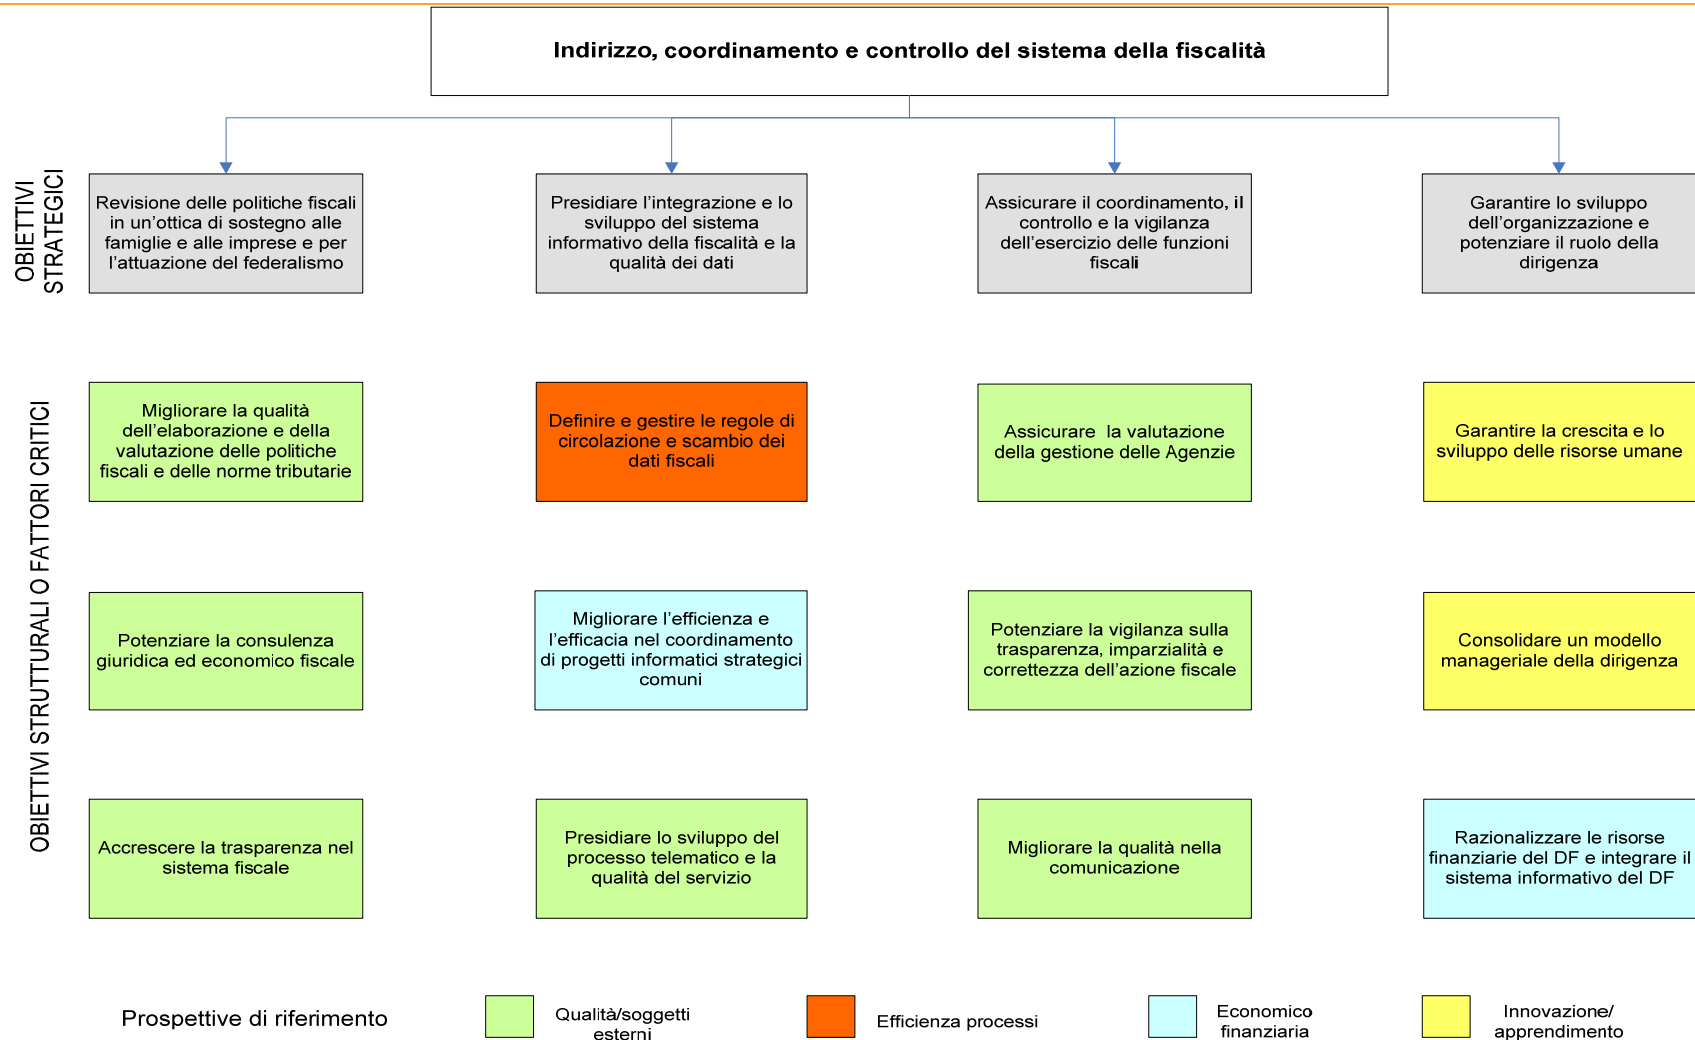 Indirizzo, coordinamento e controllo del sistema della fiscalità
OBIETTIVI
STRATEGICI
Revisione delle politiche fiscali
in un’ottica di sostegno alle
famiglie e alle imprese e per
l’attuazione del federalismo
Presidiare l’integrazione e lo
sviluppo del sistema
informativo della fiscalità e la
qualità dei dati
Assicurare il coordinamento, il
controllo e la vigilanza
dell’esercizio delle funzioni
fiscali
Garantire lo sviluppo
dell’organizzazione e
potenziare il ruolo della
dirigenza
OBIETTIVI STRUTTURALI O FATTORI CRITICI
Migliorare la qualità
dell’elaborazione e della
valutazione delle politiche
fiscali e delle norme tributarie
Definire e gestire le regole di
circolazione e scambio dei
dati fiscali
Assicurare la valutazione
della gestione delle Agenzie
Garantire la crescita e lo
sviluppo delle risorse umane
Potenziare la consulenza
giuridica ed economico fiscale
Migliorare l’efficienza e
l’efficacia nel coordinamento
di progetti informatici strategici
comuni
Potenziare la vigilanza sulla
trasparenza, imparzialità e
correttezza dell’azione fiscale
Consolidare un modello
manageriale della dirigenza
Accrescere la trasparenza nel
sistema fiscale
Presidiare lo sviluppo del
processo telematico e la
qualità del servizio
Migliorare la qualità nella
comunicazione
Razionalizzare le risorse
finanziarie del DF e integrare il
sistema informativo del DF
Prospettive di riferimento
Qualità/soggetti
esterni
Efficienza processi
Economico
finanziaria
Innovazione/
apprendimento